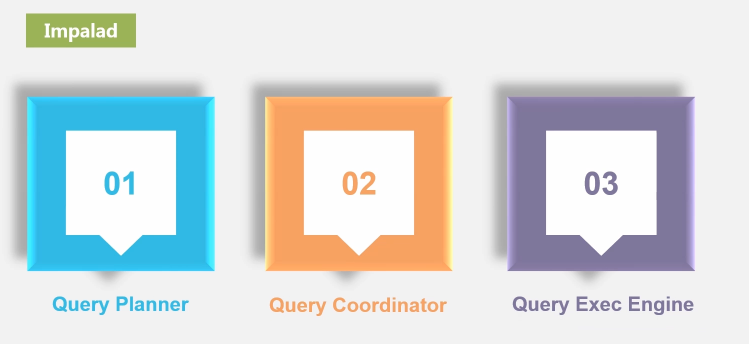 Impalad
01
02
03
Query Planner
Query Coordinator
Query Exec Engine